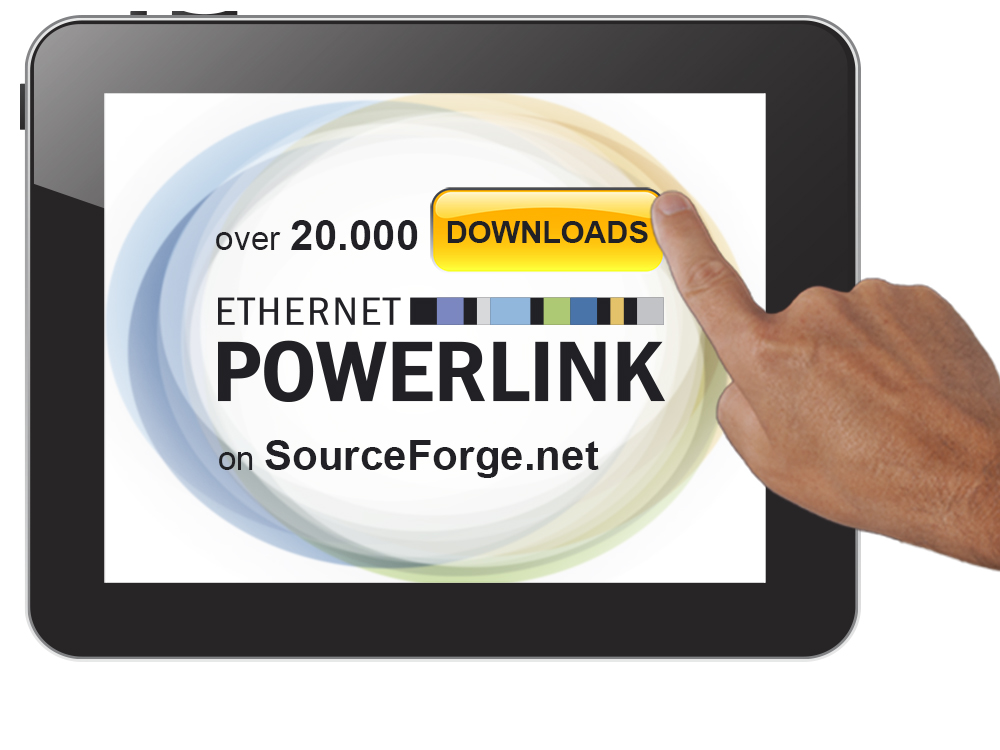 over 20.000 DOWNLOADS
ETHERNET
POWERLINK
on SourceForge.net